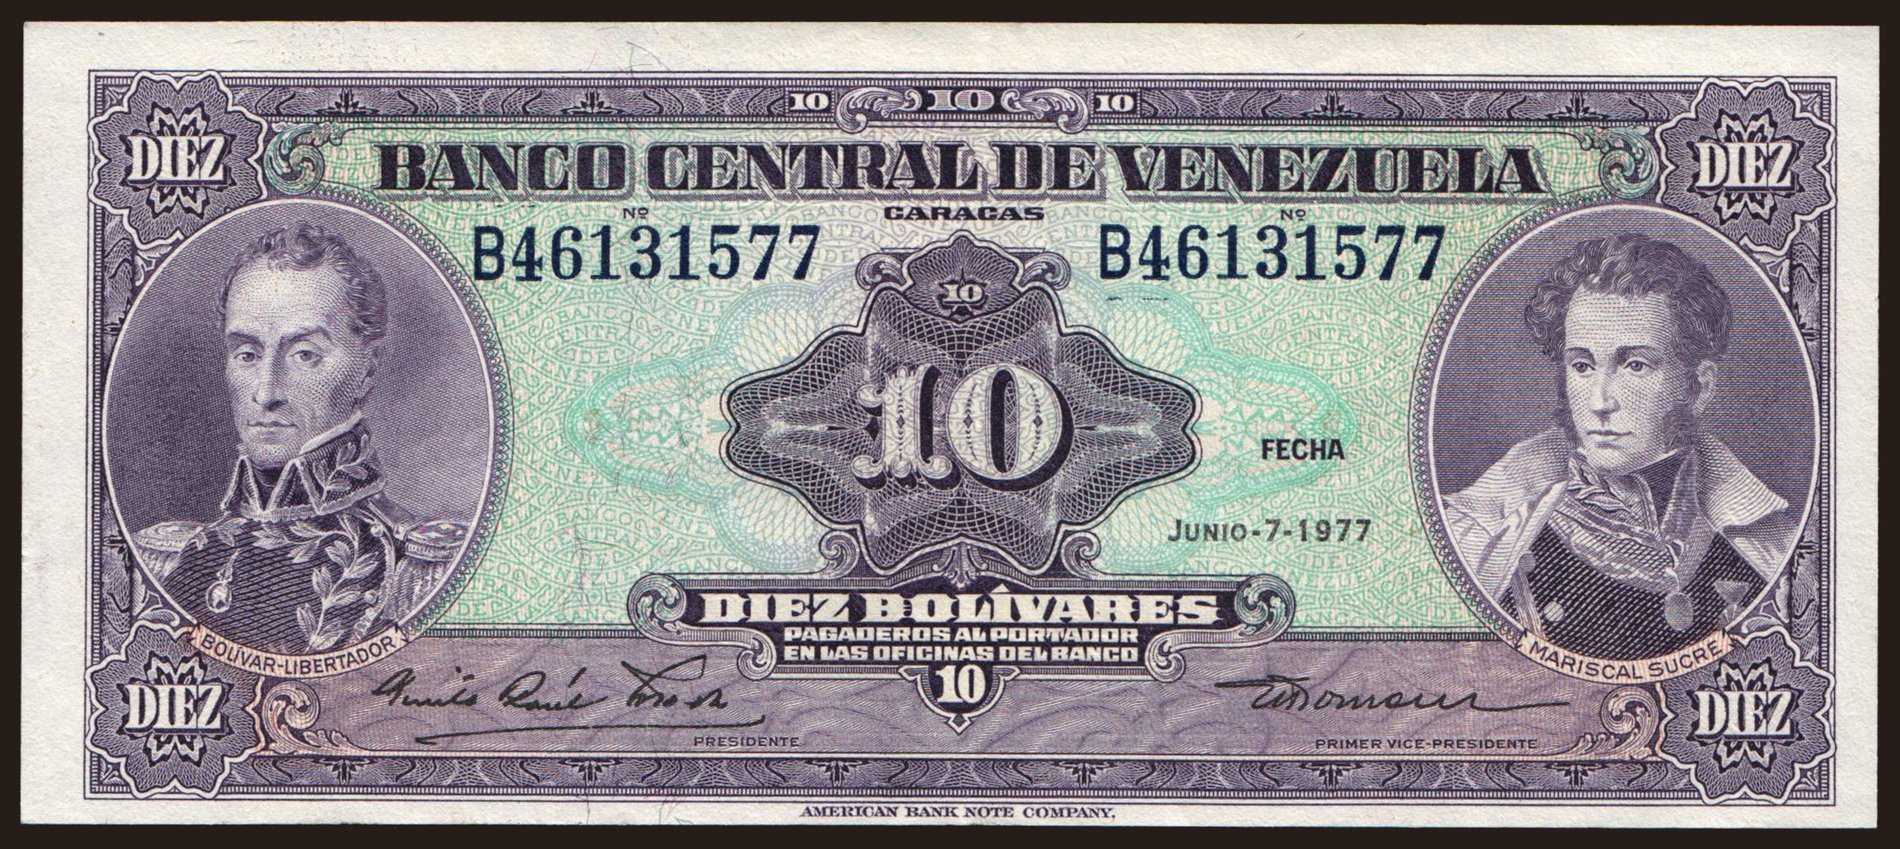 10 10 10
DIEZ DIEZ
BANCO CENTRAL DE VENEZUELA
Nº CARACAS Nº
B46131577 B46131577
10
10
FECHA
JUNIO-7-1977
DIEZ BOLÍVARES
PAGADEROS AL PORTADOR
EN LAS OFICINAS DEL BANCO
BOLÍVAR-LIBERTADOR MARISCAL SUCRE
DIEZ 10 DIEZ
PRESIDENTE PRIMER VICE-PRESIDENTE
AMERICAN BANK NOTE COMPANY.